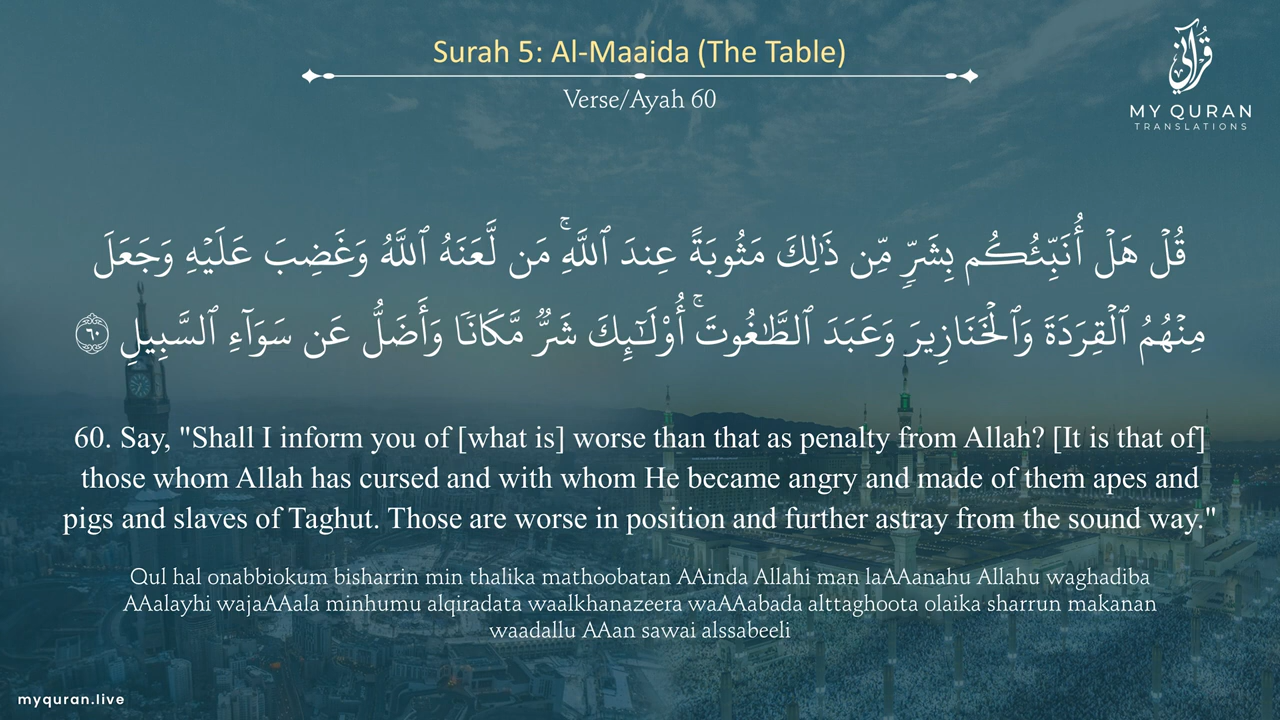 Surah 5: Al-Maaida (The Table)
Verse/Ayah 60
قرآني
MY QURAN
TRANSLATIONS
قُلۡ هَلۡ أُنَبِّئُكُم بِشَرّٖ مِّن ذَٰلِكَ مَثُوبَةً عِندَ ٱللَّهِۚ مَن لَّعَنَهُ ٱللَّهُ وَغَضِبَ عَلَيۡهِ وَجَعَلَ
مِنۡهُمُ ٱلۡقِرَدَةَ وَٱلۡخَنَازِيرَ وَعَبَدَ ٱلطَّٰغُوتَۚ أُوْلَٰٓئِكَ شَرّٞ مَّكَانٗا وَأَضَلُّ عَن سَوَآءِ ٱلسَّبِيلِ ٦٠
60. Say, "Shall I inform you of [what is] worse than that as penalty from Allah? [It is that of]
those whom Allah has cursed and with whom He became angry and made of them apes and
pigs and slaves of Taghut. Those are worse in position and further astray from the sound way."
Qul hal onabbiokum bisharrin min thalika mathoobatan AAinda Allahi man laAAanahu Allahu waghadiba
AAalayhi wajaAAala minhumu alqiradata waalkhanazeera waAAabada alttaghoota olaika sharrun makanan
waadallu AAan sawai alssabeeli
myquran.live